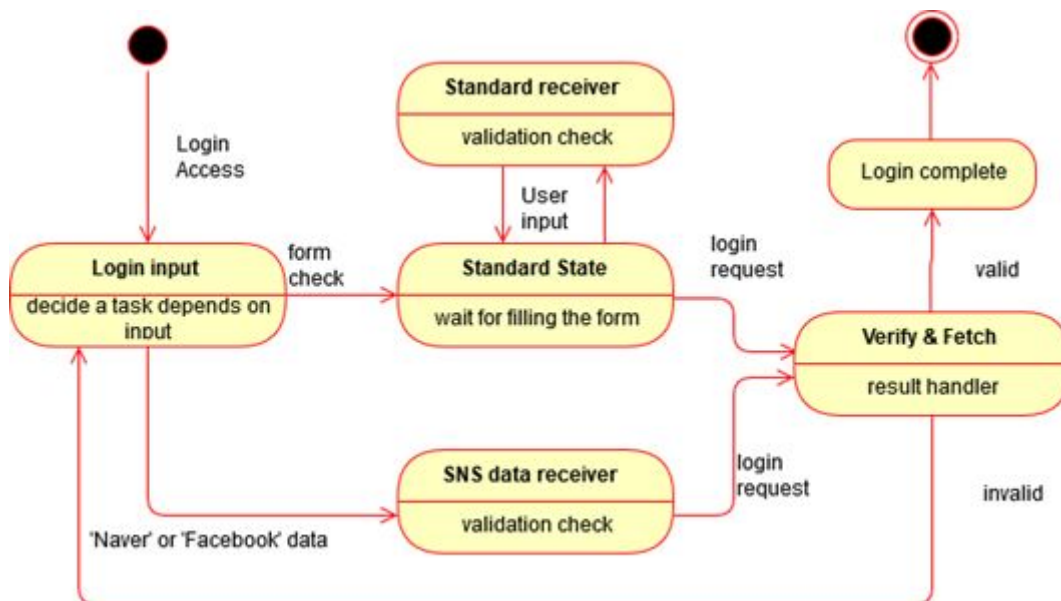 Standard receiver
validation check
Login
Access
User
input
Login complete
form
check
login
request
valid
Login input
decide a task depends on
input
Standard State
wait for filling the form
Verify & Fetch
result handler
SNS data receiver
validation check
login
request
invalid
'Naver' or 'Facebook' data